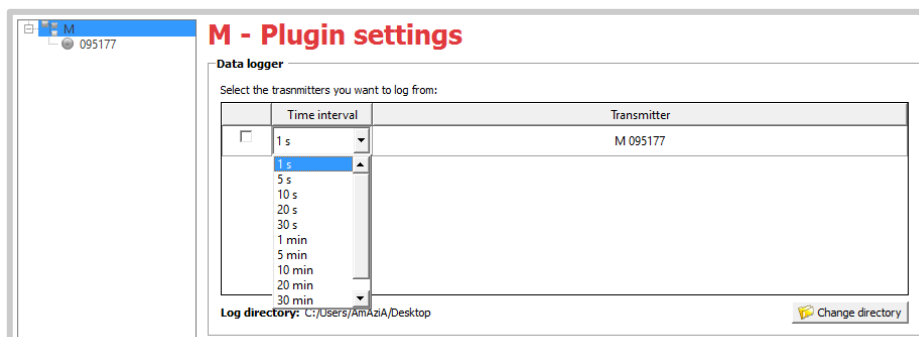 M
095177
M - Plugin settings
Data logger
Select the trasnmitters you want to log from:
Time interval Transmitter
1 s M 095177
1 s
5 s
10 s
20 s
30 s
1 min
5 min
10 min
20 min
30 min
Log directory: C:/Users/AmAziA/Desktop Change directory